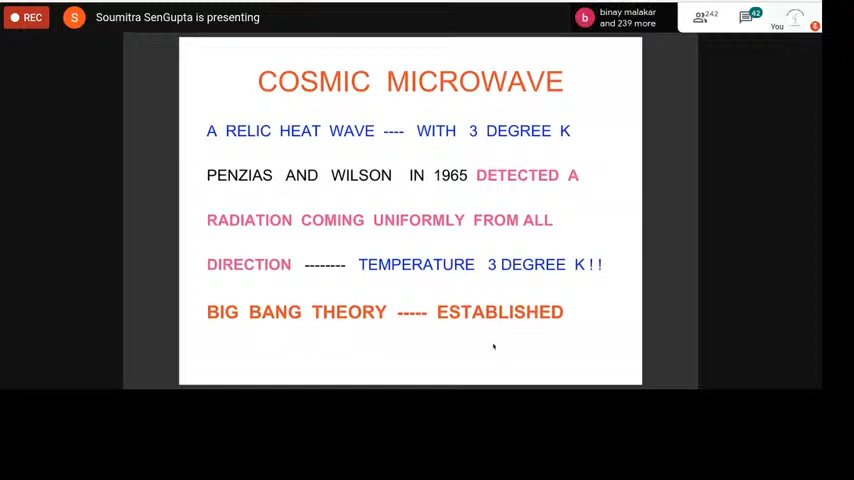 REC
S Soumitra SenGupta is presenting
b binay malakar
and 239 more
242
42
You
COSMIC MICROWAVE
A RELIC HEAT WAVE ---- WITH 3 DEGREE K
PENZIAS AND WILSON IN 1965 DETECTED A
RADIATION COMING UNIFORMLY FROM ALL
DIRECTION -------- TEMPERATURE 3 DEGREE K ! !
BIG BANG THEORY ----- ESTABLISHED